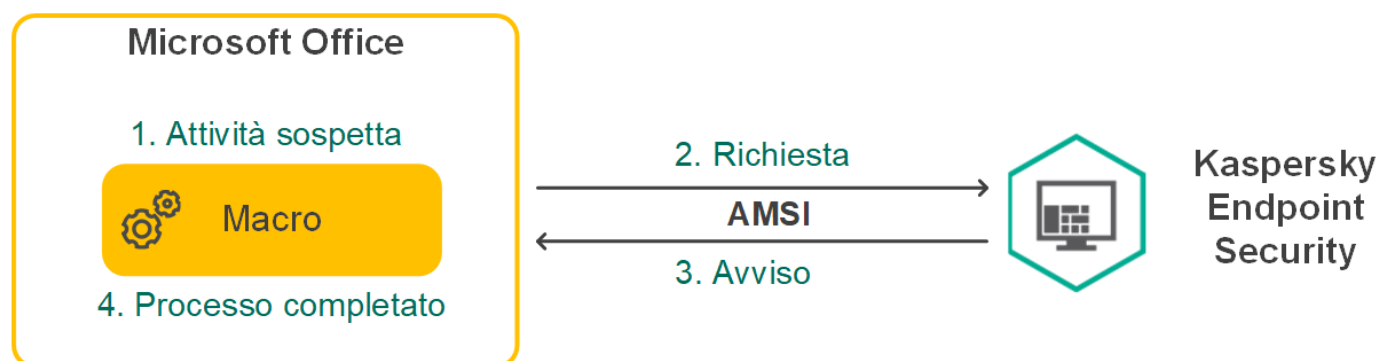 Microsoft Office
1. Attività sospetta
Macro
4. Processo completato
2. Richiesta
AMSI
3. Avviso
Kaspersky
Endpoint
Security